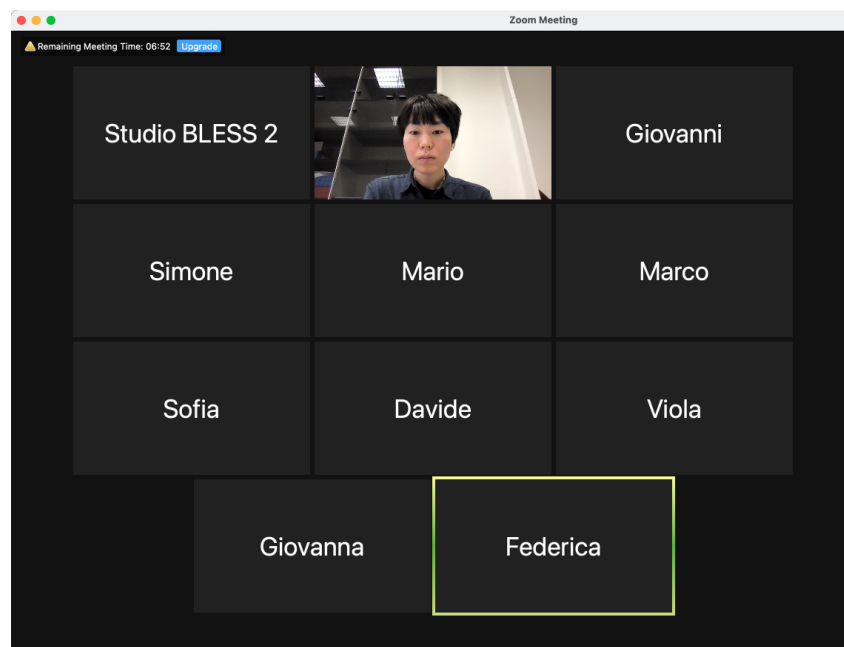 Zoom Meeting
Remaining Meeting Time: 06:52 Upgrade
Studio BLESS 2
Giovanni
Simone
Mario
Marco
Sofia
Davide
Viola
Giovanna
Federica